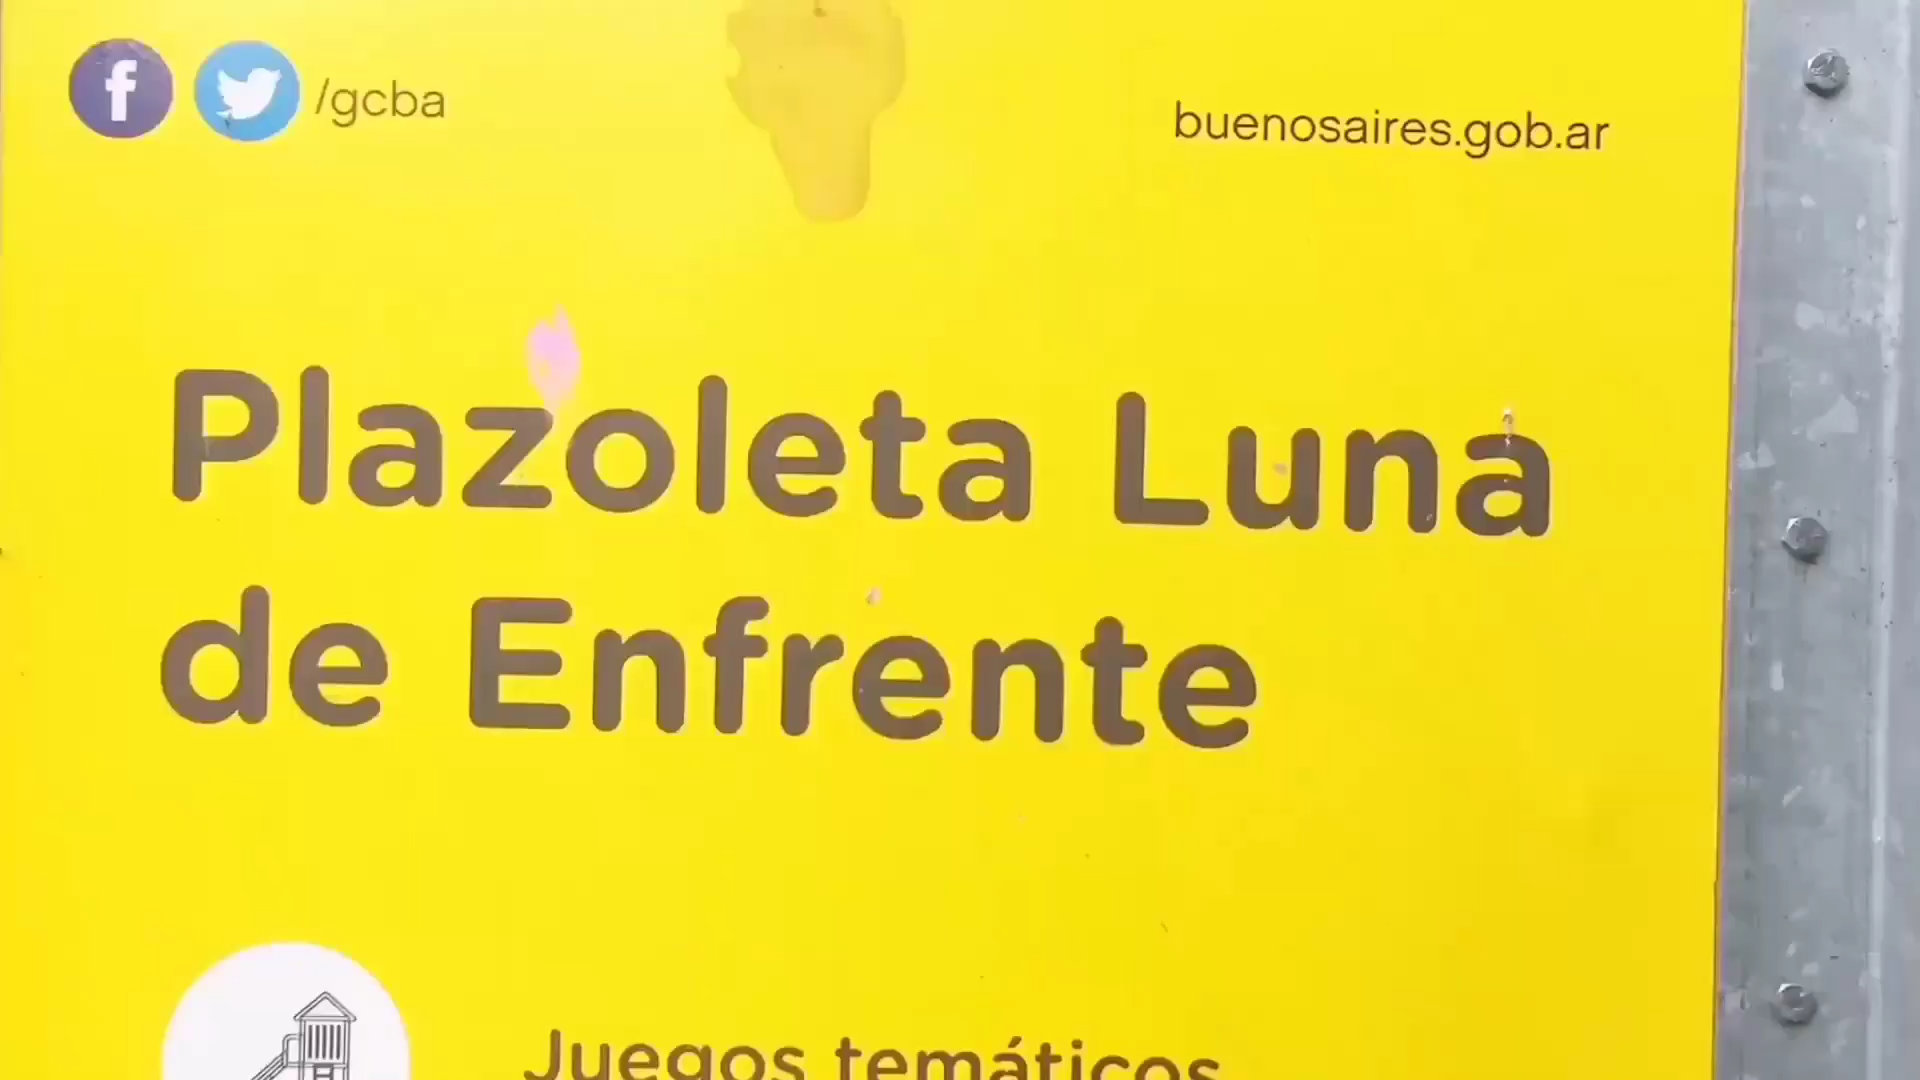 /gcba
buenosaires.gob.ar
Plazoleta Luna
de Enfrente
Juegos temáticos